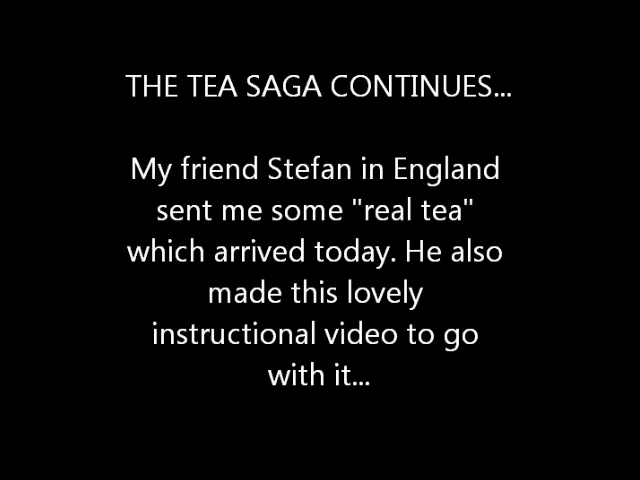 THE TEA SAGA CONTINUES...
My friend Stefan in England
sent me some "real tea"
which arrived today. He also
made this lovely
instructional video to go
with it...